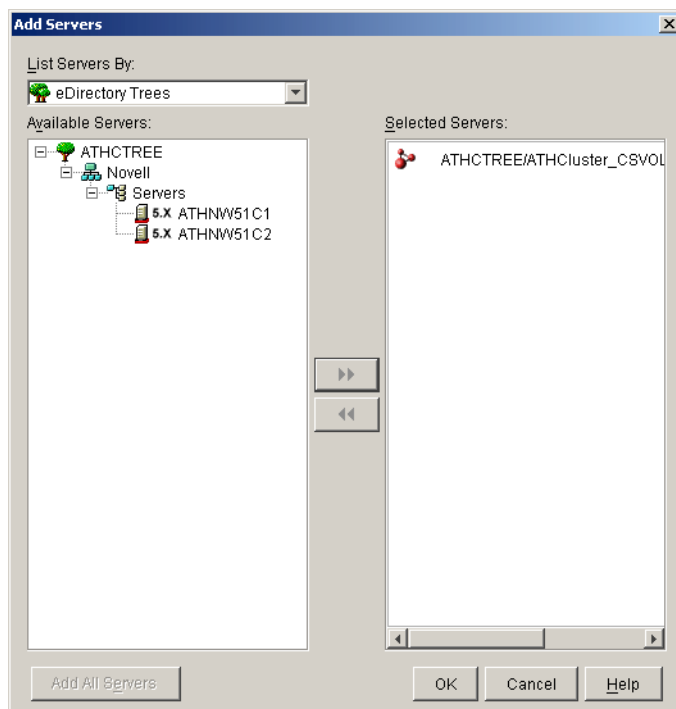 Add Servers
List Servers By:
eDirectory Trees
Available Servers:
ATHCTREE
Novell
Servers
5.X ATHNW51C1
5.X ATHNW51C2
Selected Servers:
ATHCTREE/ATHCluster_CSVOL
Add All Servers
OK
Cancel
Help